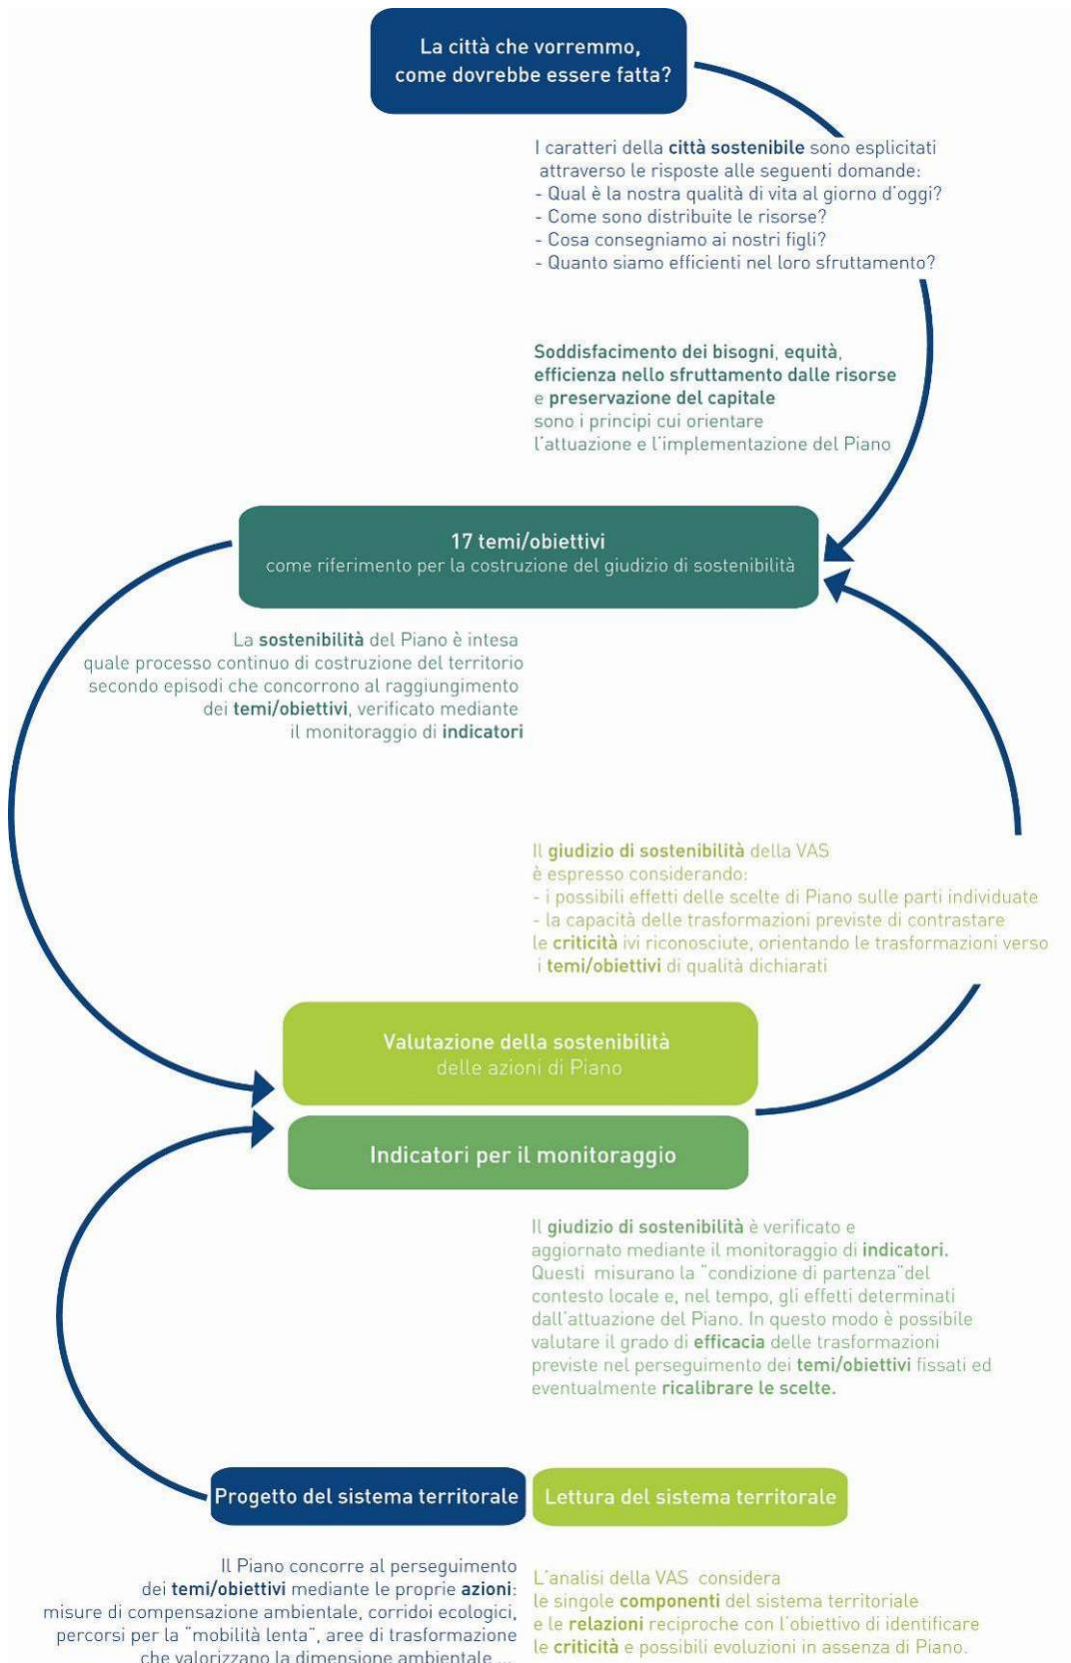 La città che vorremmo,
come dovrebbe essere fatta?
I caratteri della città sostenibile sono esplicitati
attraverso le risposte alle seguenti domande:
- Qual è la nostra qualità di vita al giorno d'oggi?
- Come sono distribuite le risorse?
- Cosa consegniamo ai nostri figli?
- Quanto siamo efficienti nel loro sfruttamento?
Soddisfacimento dei bisogni, equità,
efficienza nello sfruttamento dalle risorse
e preservazione del capitale
sono i principi cui orientare
l'attuazione e l'implementazione del Piano
17 temi/obiettivi
come riferimento per la costruzione del giudizio di sostenibilità
La sostenibilità del Piano è intesa
quale processo continuo di costruzione del territorio
secondo episodi che concorrono al raggiungimento
dei temi/obiettivi, verificato mediante
il monitoraggio di indicatori
Il giudizio di sostenibilità della VAS
è espresso considerando:
- i possibili effetti delle scelte di Piano sulle parti individuate
- la capacità delle trasformazioni previste di contrastare
le criticità ivi riconosciute, orientando le trasformazioni verso
i temi/obiettivi di qualità dichiarati
Valutazione della sostenibilità
delle azioni di Piano
Indicatori per il monitoraggio
Il giudizio di sostenibilità è verificato e
aggiornato mediante il monitoraggio di indicatori.
Questi misurano la "condizione di partenza"del
contesto locale e, nel tempo, gli effetti determinati
dall'attuazione del Piano. In questo modo è possibile
valutare il grado di efficacia delle trasformazioni
previste nel perseguimento dei temi/obiettivi fissati ed
eventualmente ricalibrare le scelte.
Progetto del sistema territorale
Il Piano concorre al perseguimento
dei temi/obiettivi mediante le proprie azioni:
misure di compensazione ambientale, corridoi ecologici,
percorsi per la "mobilità lenta", aree di trasformazione
che valorizzano la dimensione ambientale ...
Lettura del sistema territorale
L'analisi della VAS considera
le singole componenti del sistema territoriale
e le relazioni reciproche con l'obiettivo di identificare
le criticità e possibili evoluzioni in assenza di Piano.